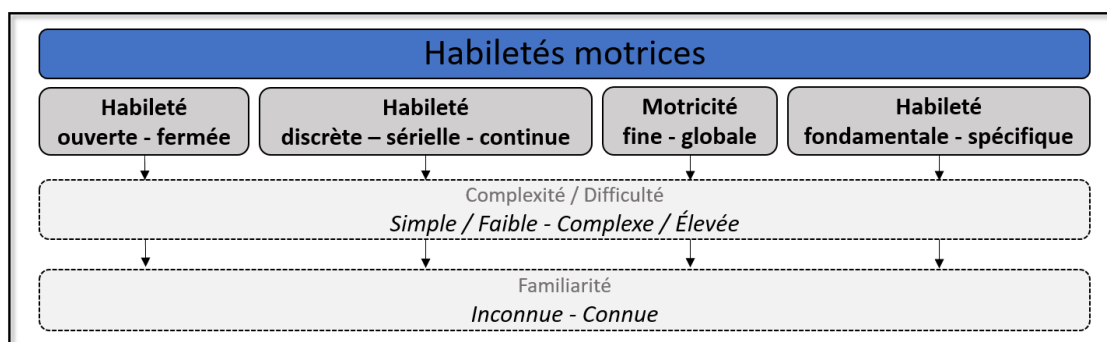 Habiletés motrices
Habileté
ouverte - fermée
Habileté
discrète – sérielle - continue
Motricité
fine - globale
Habileté
fondamentale - spécifique
Complexité / Difficulté
Simple / Faible - Complexe / Élevée
Familiarité
Inconnue - Connue